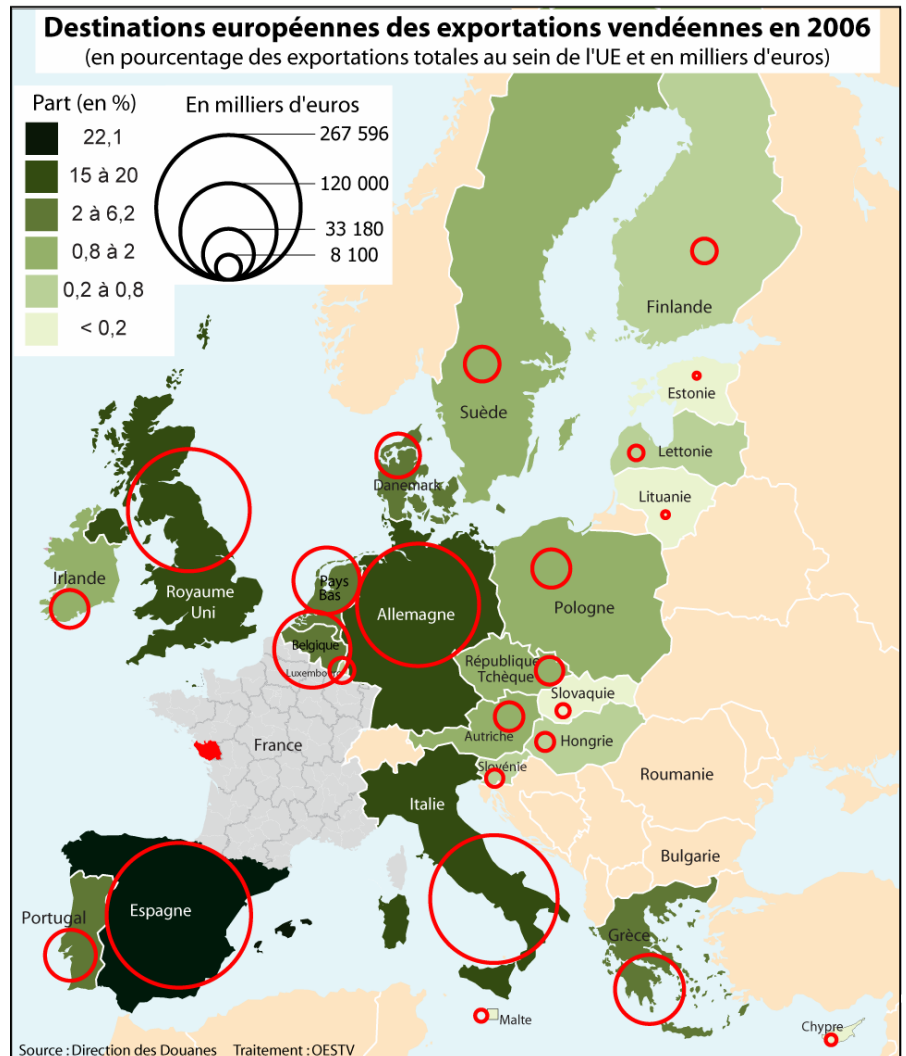 Destinations européennes des exportations vendéennes en 2006
(en pourcentage des exportations totales au sein de l'UE et en milliers d'euros)
Part (en %)
22,1
15 à 20
2 à 6,2
0,8 à 2
0,2 à 0,8
< 0,2
En milliers d'euros
267 596
120 000
33 180
8 100
Finlande
Suède
Estonie
Lettonie
Lituanie
Danemark
Irlande
Royaume
Uni
Pays
Bas
Allemagne
Pologne
Belgique
Luxembourg
République
Tchèque
Slovaquie
Autriche
Hongrie
France
Slovénie
Roumanie
Italie
Bulgarie
Espagne
Portugal
Grèce
Malte
Chypre
Source : Direction des Douanes Traitement : OESTV